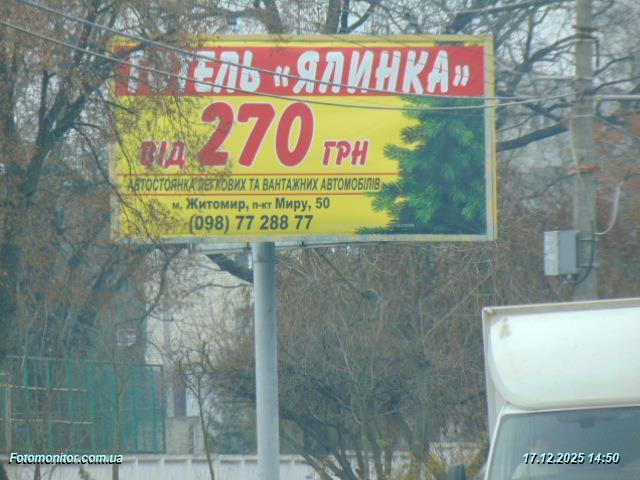 ГОТЕЛЬ «ЯЛИНКА»
ВІД 270 ГРН
АВТОСТОЯНКА ЛЕГКОВИХ ТА ВАНТАЖНИХ АВТОМОБІЛІВ
м. Житомир, п-кт Миру, 50
(098) 77 288 77
Fotomonitor.com.ua
17.12.2025 14:50